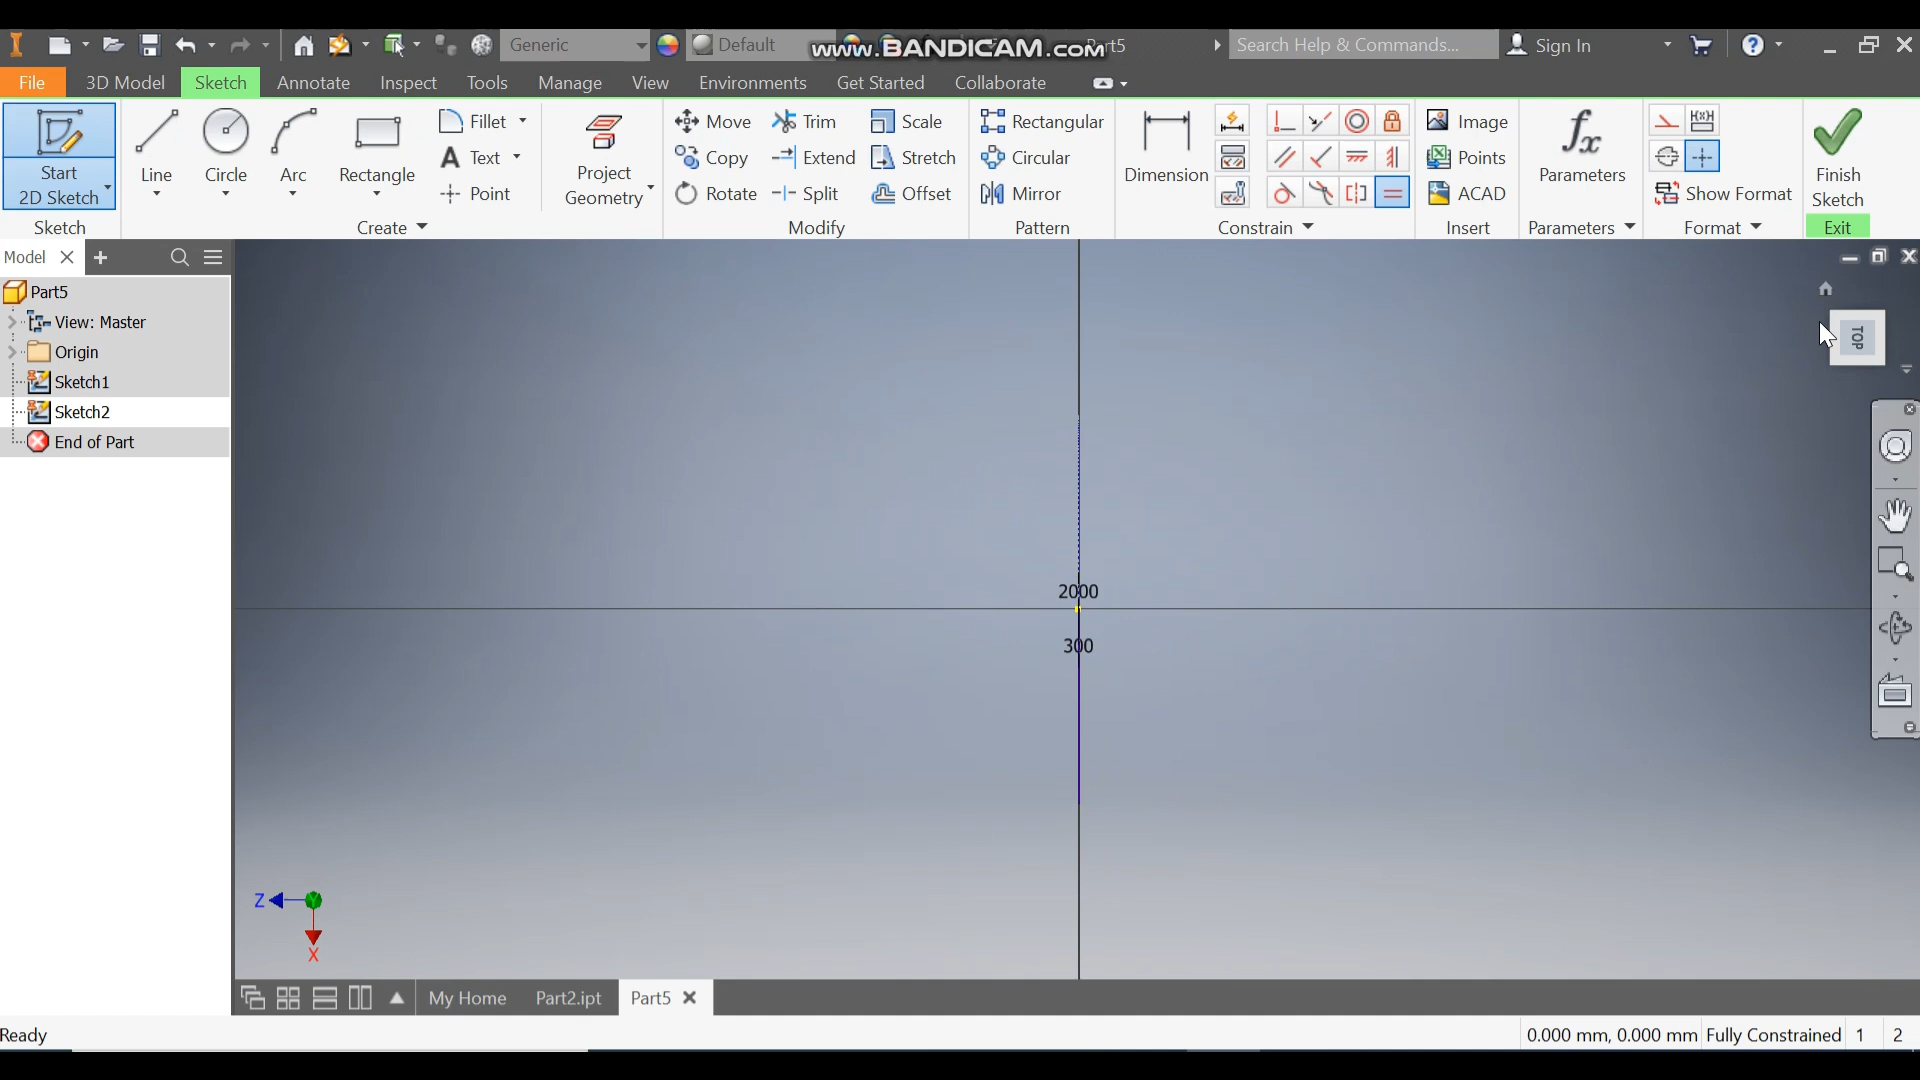 Generic
Default
www.BANDICAM.com
Part5
Search Help & Commands...
Sign In
File
3D Model
Sketch
Annotate
Inspect
Tools
Manage
View
Environments
Get Started
Collaborate
Start
2D Sketch
Line
Circle
Arc
Rectangle
Fillet
Text
Point
Project
Geometry
Move
Copy
Rotate
Trim
Extend
Split
Scale
Stretch
Offset
Rectangular
Circular
Mirror
Dimension
Image
Points
ACAD
fx
Parameters
Show Format
Finish
Sketch
Sketch
Create
Modify
Pattern
Constrain
Insert
Parameters
Format
Exit
Model
Part5
View: Master
Origin
Sketch1
Sketch2
End of Part
TOP
2000
300
Z
X
My Home
Part2.ipt
Part5
Ready
0.000 mm, 0.000 mm
Fully Constrained
1
2